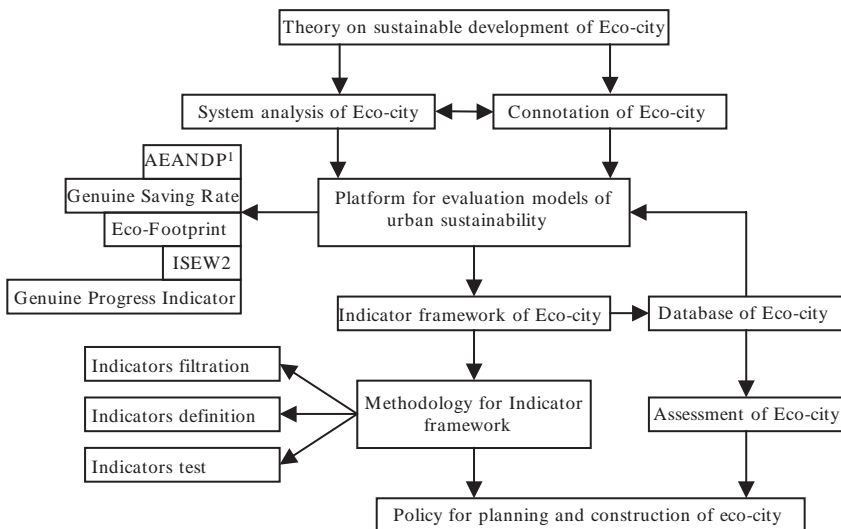 Theory on sustainable development of Eco-city
System analysis of Eco-city
Connotation of Eco-city
AEANDP¹
Genuine Saving Rate
Eco-Footprint
ISEW2
Genuine Progress Indicator
Platform for evaluation models of
urban sustainability
Indicator framework of Eco-city
Database of Eco-city
Indicators filtration
Indicators definition
Indicators test
Methodology for Indicator
framework
Assessment of Eco-city
Policy for planning and construction of eco-city